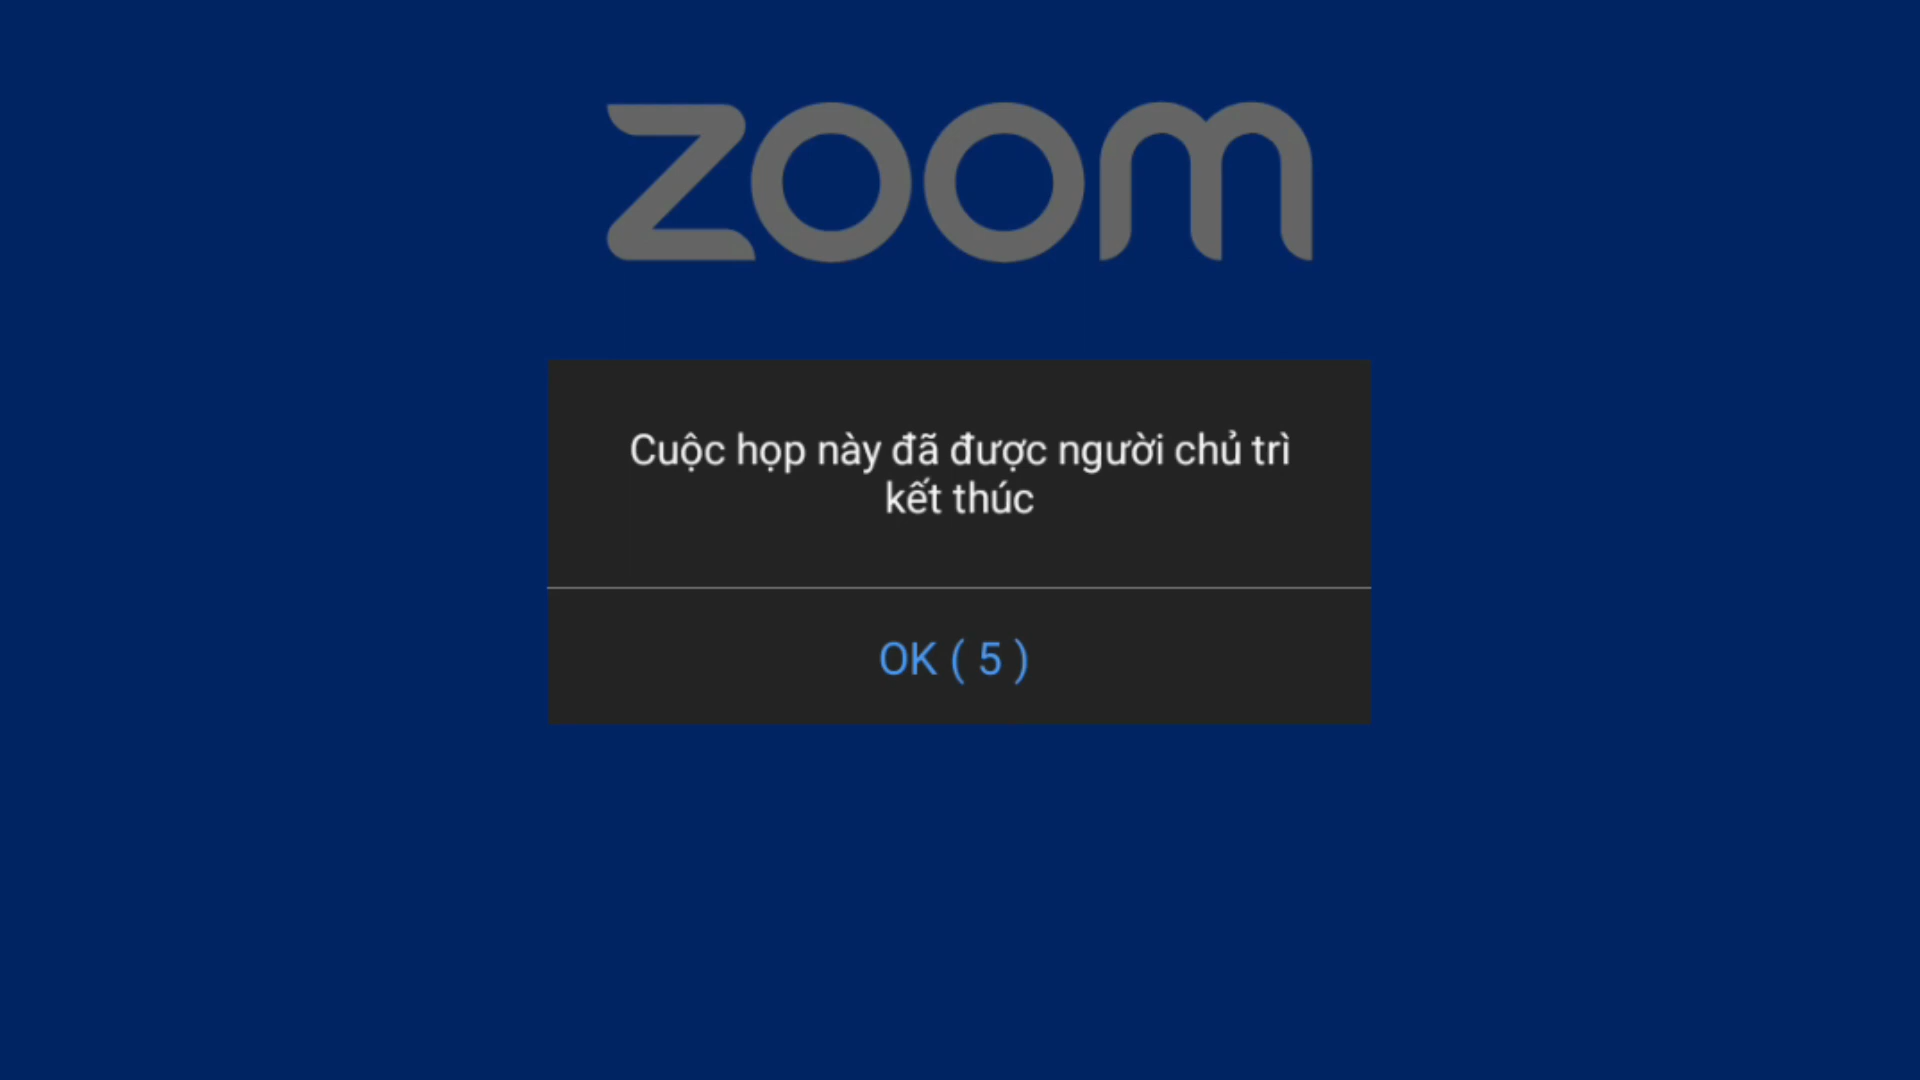 zoom
Cuộc họp này đã được người chủ trì
kết thúc
OK ( 5 )